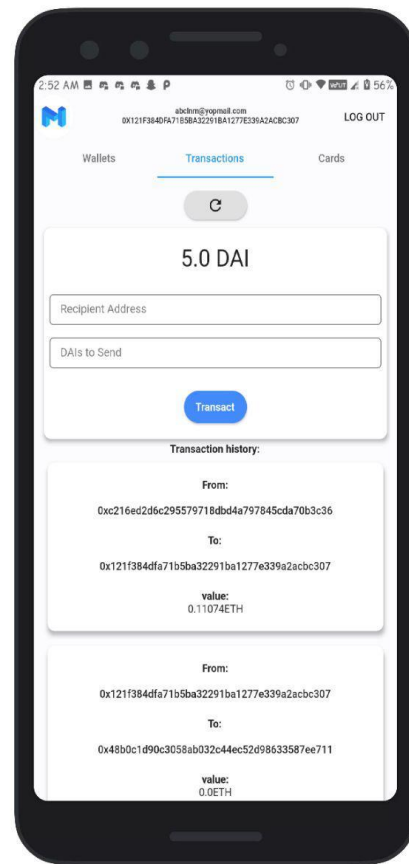 2:52 AM
56%
abclnm@yopmail.com
0X121F384DFA71B5BA32291BA1277E339A2ACBC307
LOG OUT
Wallets
Transactions
Cards
5.0 DAI
Recipient Address
DAIs to Send
Transact
Transaction history:
From:
0xc216ed2d6c295579718dbd4a797845cda70b3c36
To:
0x121f384dfa71b5ba32291ba1277e339a2acbc307
value:
0.11074ETH
From:
0x121f384dfa71b5ba32291ba1277e339a2acbc307
To:
0x48b0c1d90c3058ab032c44ec52d98633587ee711
value:
0.0ETH